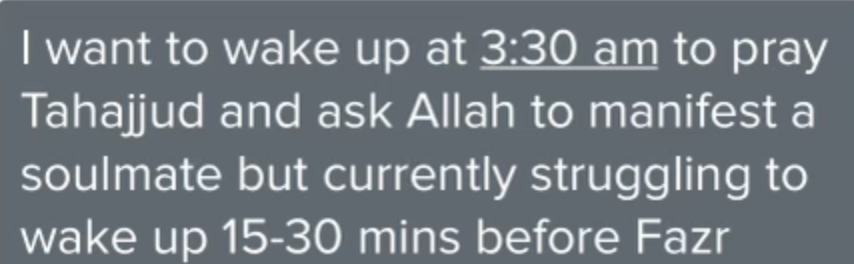 I want to wake up at 3:30 am to pray
Tahajjud and ask Allah to manifest a
soulmate but currently struggling to
wake up 15-30 mins before Fazr